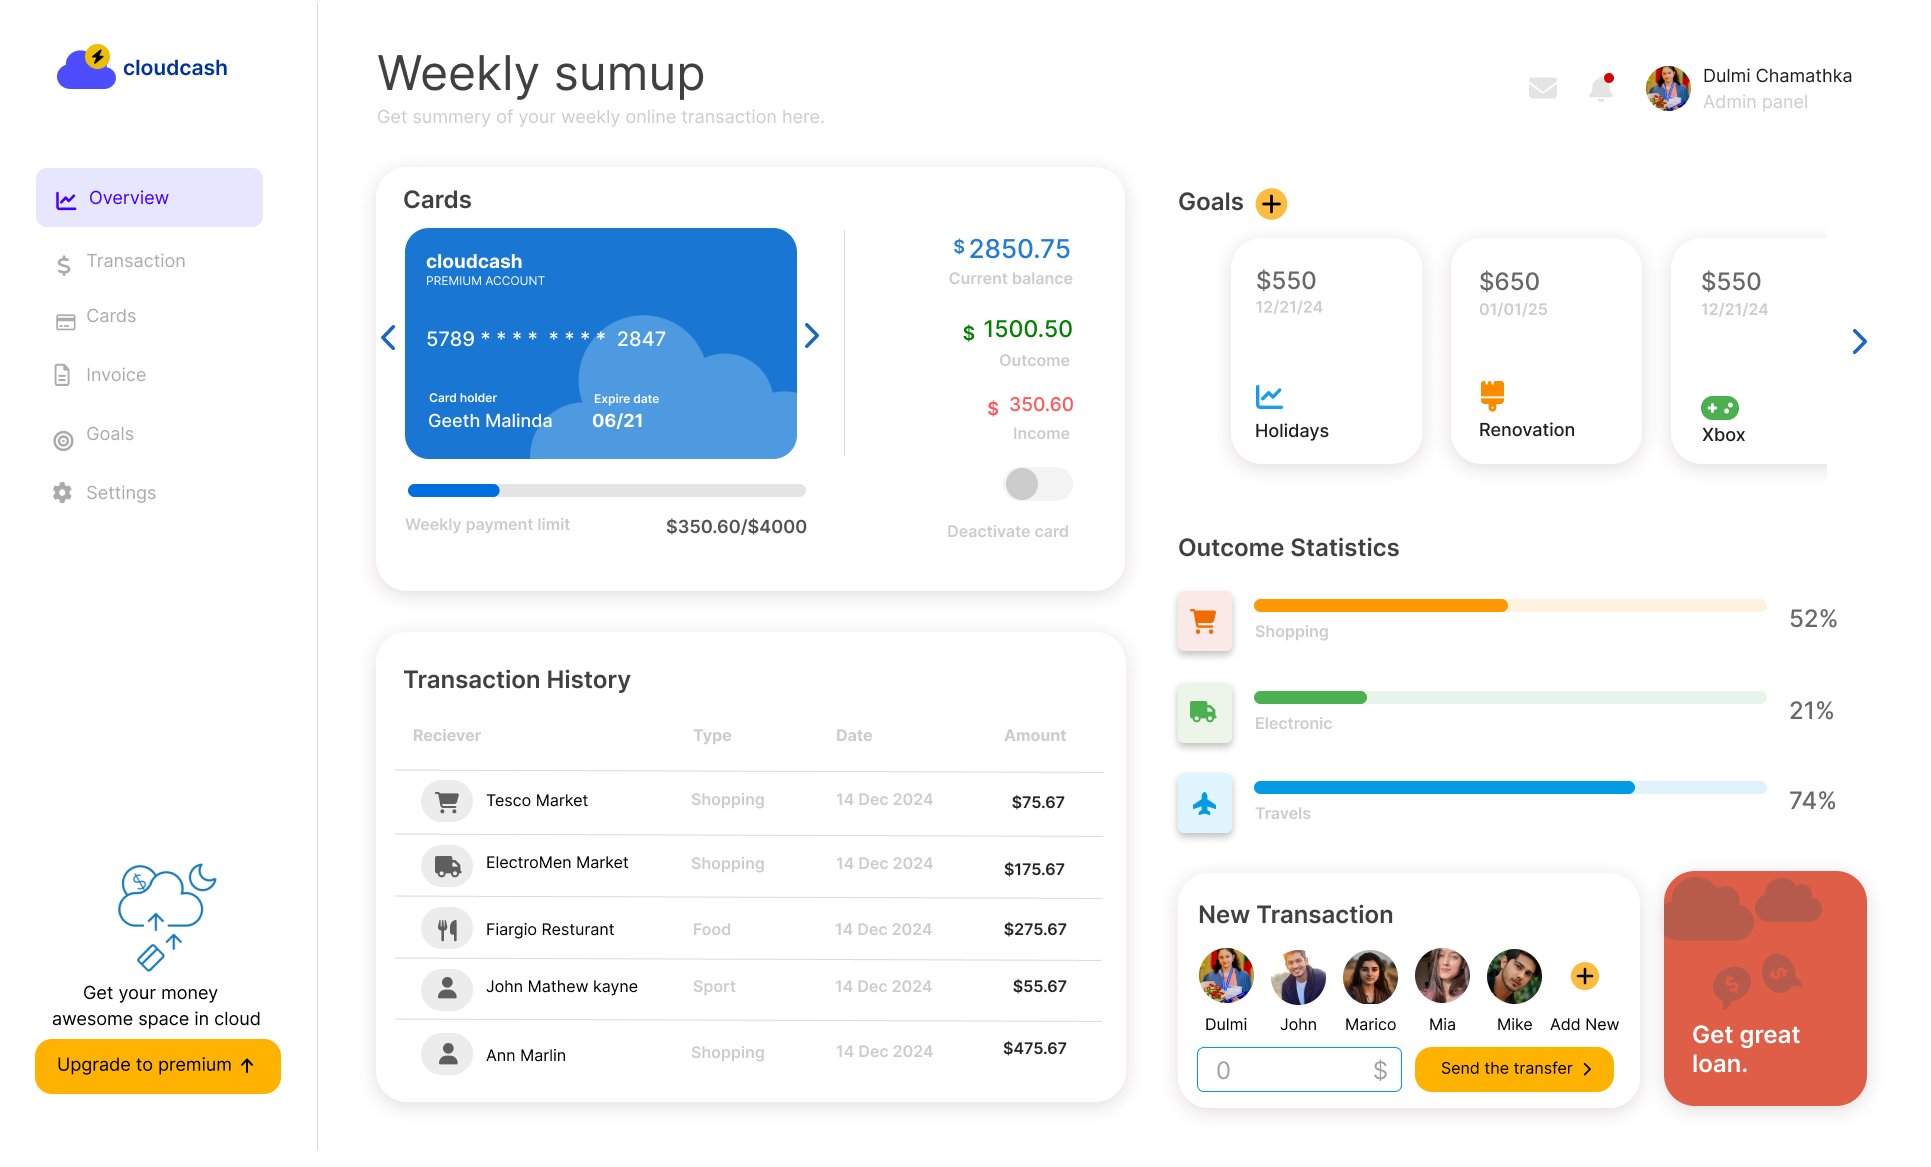 cloudcash
Overview
Transaction
Cards
Invoice
Goals
Settings
$
Get your money
awesome space in cloud
Upgrade to premium
Weekly sumup
Get summery of your weekly online transaction here.
Dulmi Chamathka
Admin panel
Cards
cloudcash
PREMIUM ACCOUNT
5789 * * * * * * * * 2847
Card holder
Geeth Malinda
Expire date
06/21
Weekly payment limit
$350.60/$4000
$2850.75
Current balance
$ 1500.50
Outcome
$ 350.60
Income
Deactivate card
Goals
$550
12/21/24
Holidays
$650
01/01/25
Renovation
$550
12/21/24
Xbox
Outcome Statistics
Shopping
52%
Electronic
21%
Travels
74%
Transaction History
Reciever Type Date Amount
Tesco Market Shopping 14 Dec 2024 $75.67
ElectroMen Market Shopping 14 Dec 2024 $175.67
Fiargio Resturant Food 14 Dec 2024 $275.67
John Mathew kayne Sport 14 Dec 2024 $55.67
Ann Marlin Shopping 14 Dec 2024 $475.67
New Transaction
Dulmi John Marico Mia Mike Add New
0 $
Send the transfer
Get great
loan.